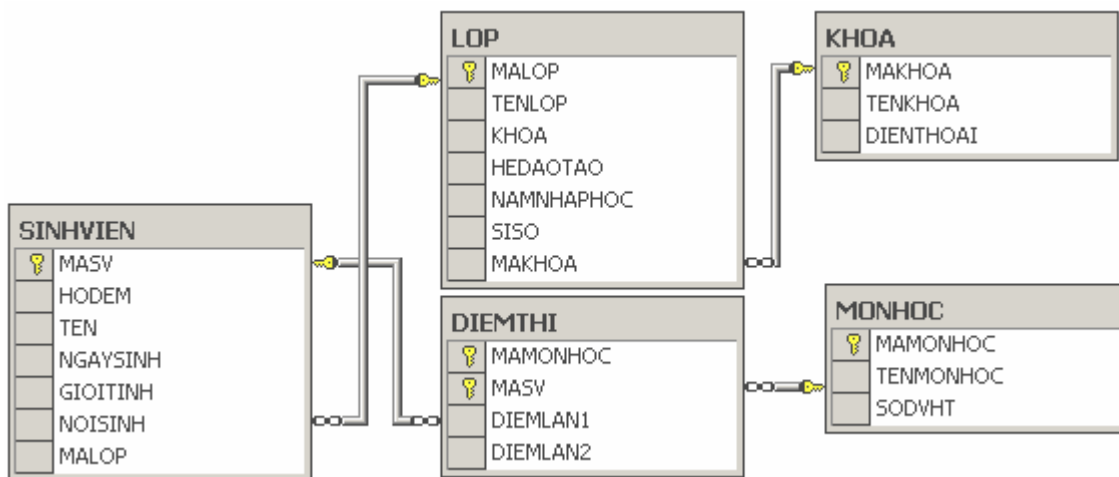 LOP
MALOP
TENLOP
KHOA
HEDAOTAO
NAMNHAPHOC
SISO
MAKHOA
KHOA
MAKHOA
TENKHOA
DIENTHOAI
SINHVIEN
MASV
HODEM
TEN
NGAYSINH
GIOITINH
NOISINH
MALOP
DIEMTHI
MAMONHOC
MASV
DIEMLAN1
DIEMLAN2
MONHOC
MAMONHOC
TENMONHOC
SODVHT